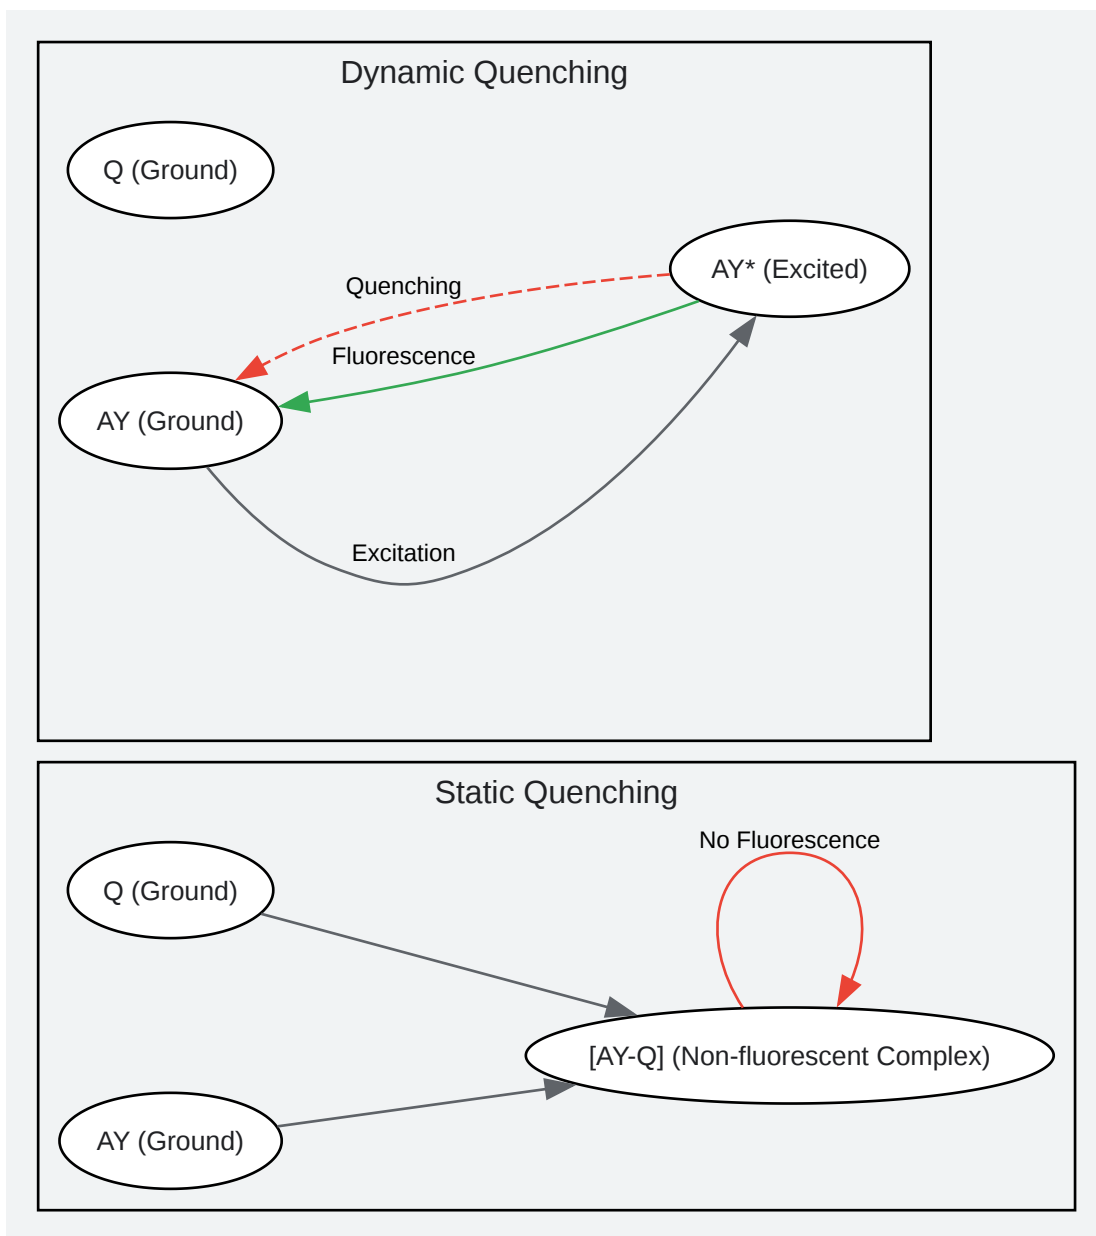 Dynamic Quenching
Q (Ground)
AY* (Excited)
Quenching
Fluorescence
AY (Ground)
Excitation
Static Quenching
No Fluorescence
Q (Ground)
[AY-Q] (Non-fluorescent Complex)
AY (Ground)